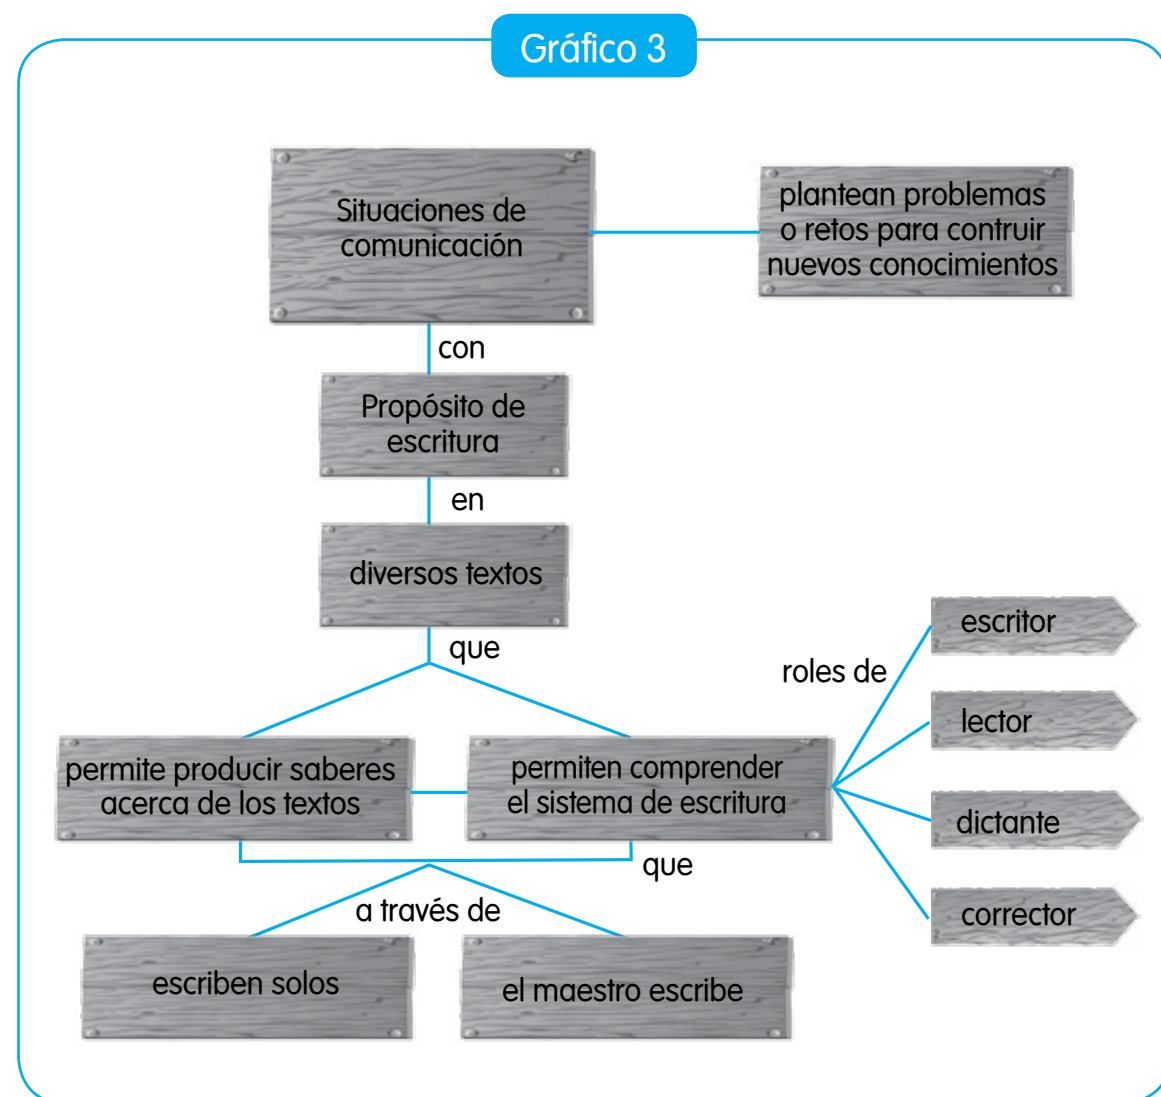 Gráfico 3
Situaciones de
comunicación
plantean problemas
o retos para contruir
nuevos conocimientos
con
Propósito de
escritura
en
diversos textos
que
permite producir saberes
acerca de los textos
permiten comprender
el sistema de escritura
roles de
escritor
lector
dictante
corrector
que
a través de
escriben solos
el maestro escribe